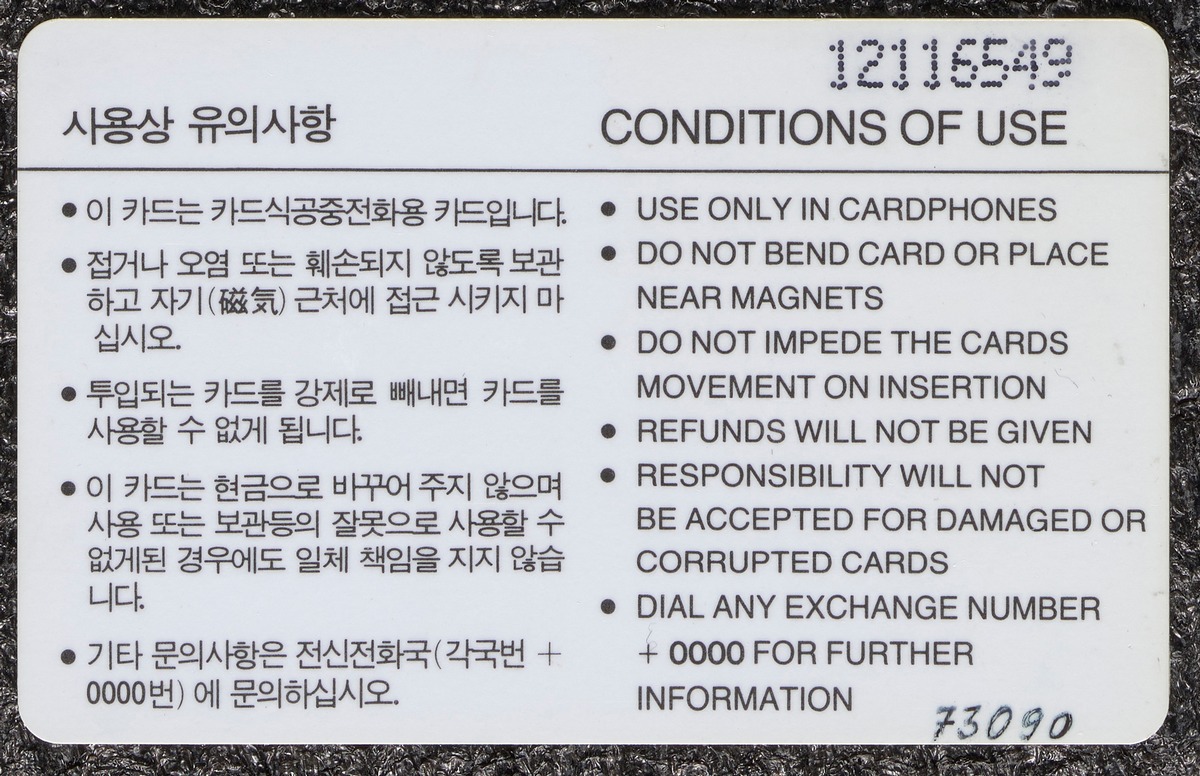 12116549
사용상 유의사항
• 이 카드는 카드식공중전화용 카드입니다.
• 접거나 오염 또는 훼손되지 않도록 보관
하고 자기(磁気) 근처에 접근 시키지 마
십시오.
• 투입되는 카드를 강제로 빼내면 카드를
사용할 수 없게 됩니다.
• 이 카드는 현금으로 바꾸어 주지 않으며
사용 또는 보관등의 잘못으로 사용할 수
없게된 경우에도 일체 책임을 지지 않습
니다.
• 기타 문의사항은 전신전화국(각국번 +
0000번) 에 문의하십시오.
CONDITIONS OF USE
• USE ONLY IN CARDPHONES
• DO NOT BEND CARD OR PLACE
NEAR MAGNETS
• DO NOT IMPEDE THE CARDS
MOVEMENT ON INSERTION
• REFUNDS WILL NOT BE GIVEN
• RESPONSIBILITY WILL NOT
BE ACCEPTED FOR DAMAGED OR
CORRUPTED CARDS
• DIAL ANY EXCHANGE NUMBER
+ 0000 FOR FURTHER
INFORMATION
73090